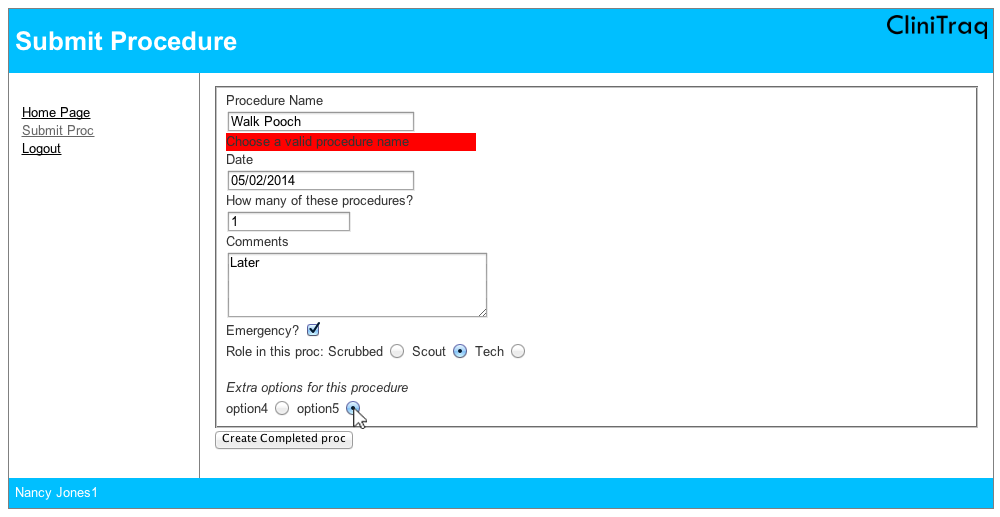 Submit Procedure
CliniTraq
Home Page
Submit Proc
Logout
Procedure Name
Walk Pooch
Choose a valid procedure name
Date
05/02/2014
How many of these procedures?
1
Comments
Later
Emergency?
Role in this proc: Scrubbed Scout Tech
Extra options for this procedure
option4 option5
Create Completed proc
Nancy Jones1